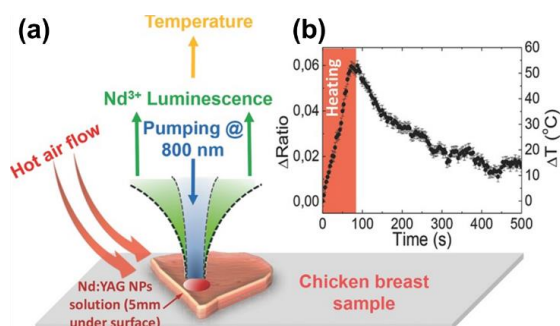 (a)
Temperature
Nd³⁺ Luminescence
Pumping @
800 nm
Hot air flow
Nd:YAG NPs
solution (5mm
under surface)
Chicken breast
sample
(b)
Heating
ΔRatio
0,06
0,04
0,02
0,00
0 100 200 300 400 500
Time (s)
60
50
40
30
20
10
0
ΔT (°C)